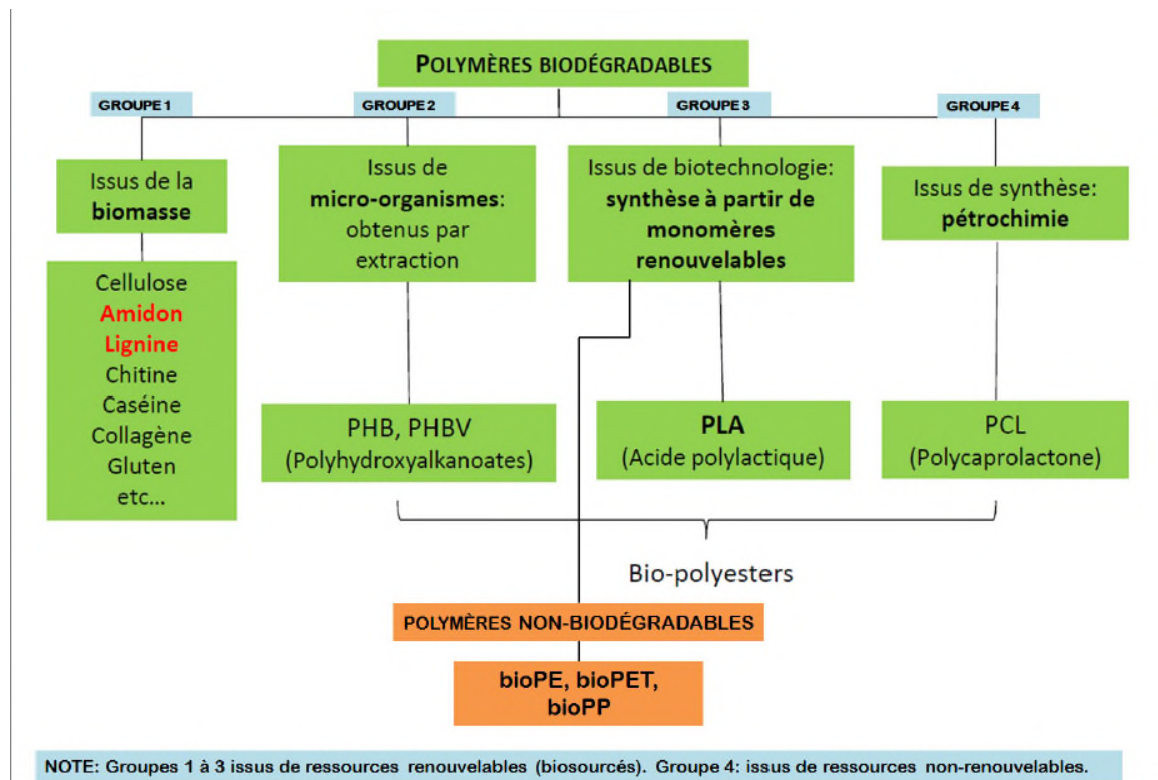 POLYMÈRES BIODÉGRADABLES
GROUPE 1
GROUPE 2
GROUPE 3
GROUPE 4
Issus de la
biomasse
Issus de
micro-organismes:
obtenus par
extraction
Issus de biotechnologie:
synthèse à partir de
monomères
renouvelables
Issus de synthèse:
pétrochimie
Cellulose
Amidon
Lignine
Chitine
Caséine
Collagène
Gluten
etc...
PHB, PHBV
(Polyhydroxyalkanoates)
PLA
(Acide polylactique)
PCL
(Polycaprolactone)
Bio-polyesters
POLYMÈRES NON-BIODÉGRADABLES
bioPE, bioPET,
bioPP
NOTE: Groupes 1 à 3 issus de ressources renouvelables (biosourcés). Groupe 4: issus de ressources non-renouvelables.